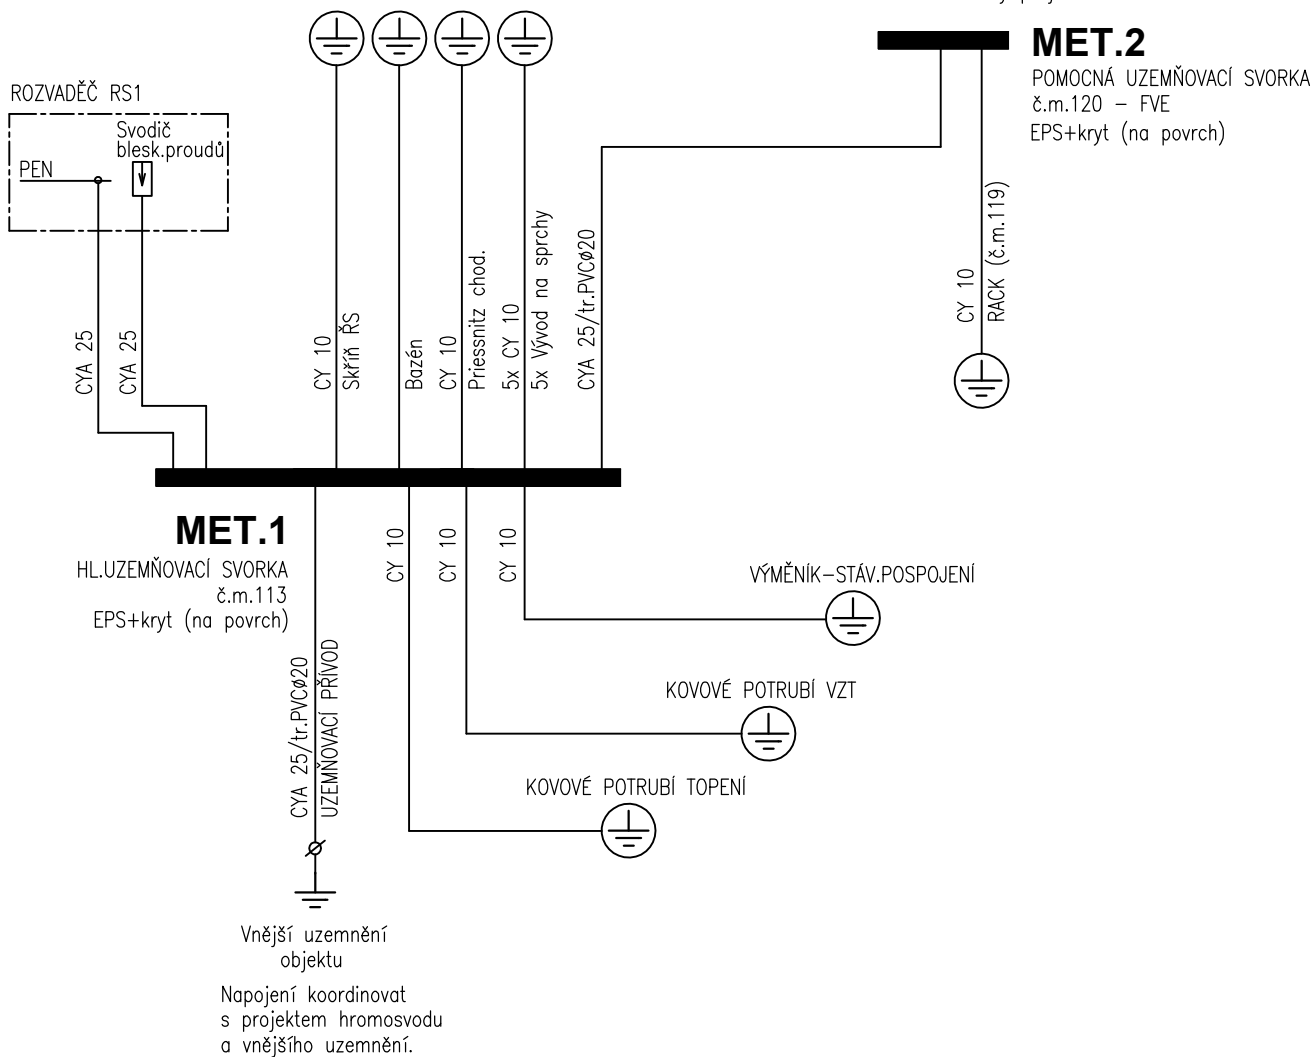 MET.2
POMOCNÁ UZEMŇOVACÍ SVORKA
č.m.120 – FVE
EPS+kryt (na povrch)
ROZVADĚČ RS1
Svodič
blesk.proudů
PEN
CYA 25
CYA 25
CY 10
Skříň ŘS
Bazén
CY 10
Priessnitz chod.
5x CY 10
5x Vývod na sprchy
CYA 25/tr.PVCø20
CY 10
RACK (č.m.119)
MET.1
HL.UZEMŇOVACÍ SVORKA
č.m.113
EPS+kryt (na povrch)
CYA 25/tr.PVCø20
UZEMŇOVACÍ PŘÍVOD
CY 10
CY 10
CY 10
VÝMĚNÍK–STÁV.POSPOJENÍ
KOVOVÉ POTRUBÍ VZT
KOVOVÉ POTRUBÍ TOPENÍ
Vnější uzemnění
objektu
Napojení koordinovat
s projektem hromosvodu
a vnějšího uzemnění.